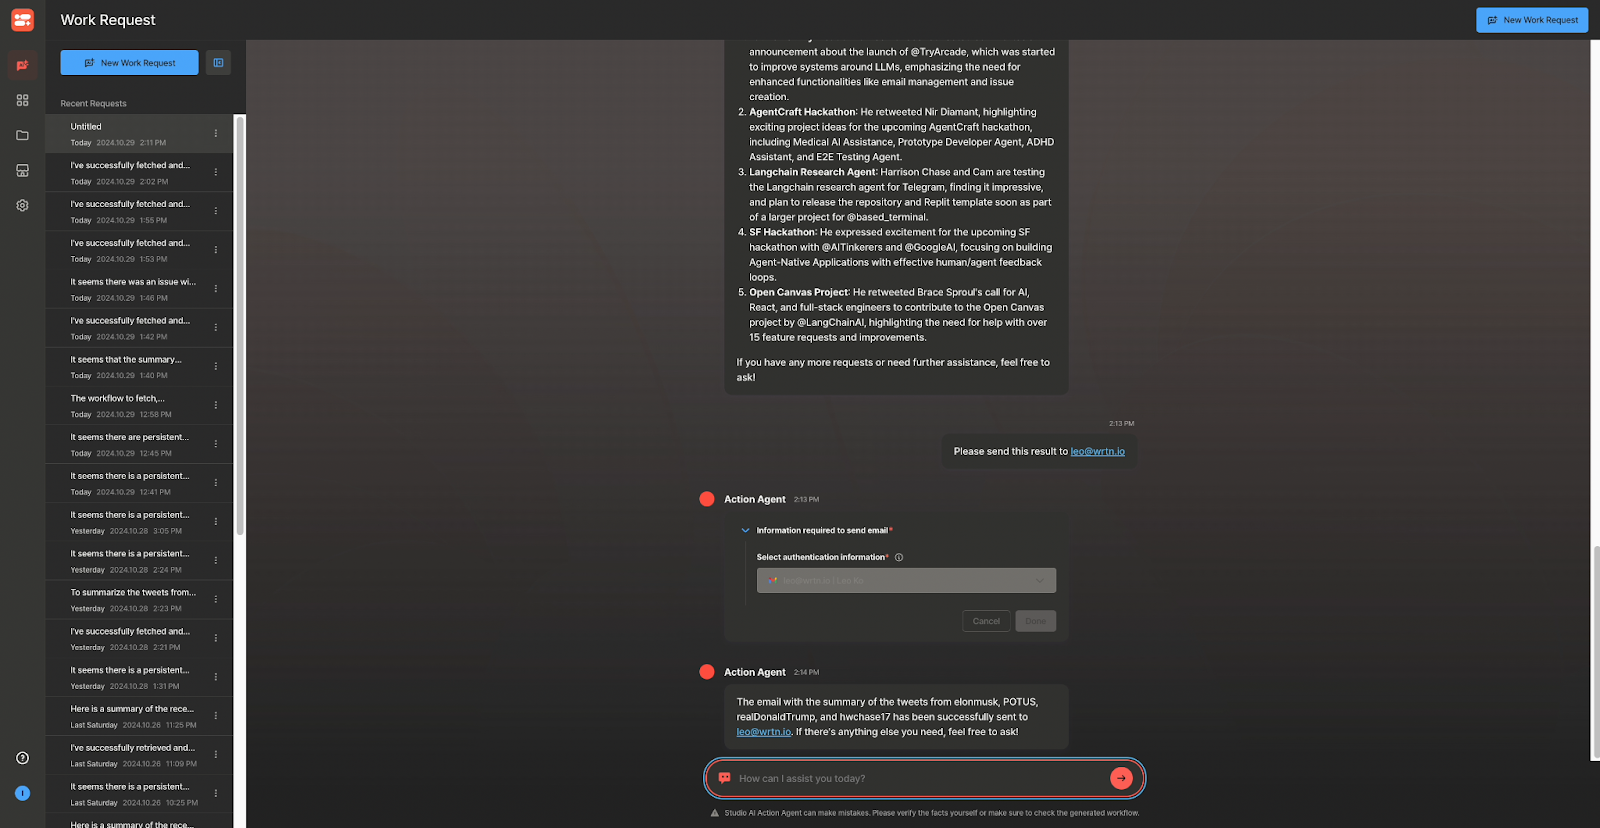 Work Request
New Work Request
New Work Request
Recent Requests
Untitled
Today 2024.10.29 2:11 PM
I've successfully fetched and...
Today 2024.10.29 2:02 PM
I've successfully fetched and...
Today 2024.10.29 1:55 PM
I've successfully fetched and...
Today 2024.10.29 1:53 PM
It seems there was an issue wi...
Today 2024.10.29 1:46 PM
I've successfully fetched and...
Today 2024.10.29 1:42 PM
It seems that the summary...
Today 2024.10.29 1:40 PM
The workflow to fetch,...
Today 2024.10.29 12:58 PM
It seems there are persistent...
Today 2024.10.29 12:45 PM
It seems there is a persistent...
Today 2024.10.29 12:41 PM
It seems there is a persistent...
Yesterday 2024.10.28 3:05 PM
It seems there is a persistent...
Yesterday 2024.10.28 2:24 PM
To summarize the tweets from...
Yesterday 2024.10.28 2:23 PM
I've successfully fetched and...
Yesterday 2024.10.28 2:21 PM
It seems there is a persistent...
Yesterday 2024.10.28 1:31 PM
Here is a summary of the rece...
Last Saturday 2024.10.26 11:25 PM
I've successfully retrieved and...
Last Saturday 2024.10.26 11:09 PM
It seems there is a persistent...
Last Saturday 2024.10.26 10:25 PM
Here is a summary of the rece...
announcement about the launch of @TryArcade, which was started
to improve systems around LLMs, emphasizing the need for
enhanced functionalities like email management and issue
creation.
2. AgentCraft Hackathon: He retweeted Nir Diamant, highlighting
exciting project ideas for the upcoming AgentCraft hackathon,
including Medical AI Assistance, Prototype Developer Agent, ADHD
Assistant, and E2E Testing Agent.
3. Langchain Research Agent: Harrison Chase and Cam are testing
the Langchain research agent for Telegram, finding it impressive,
and plan to release the repository and Replit template soon as part
of a larger project for @based_terminal.
4. SF Hackathon: He expressed excitement for the upcoming SF
hackathon with @AITinkerers and @GoogleAI, focusing on building
Agent-Native Applications with effective human/agent feedback
loops.
5. Open Canvas Project: He retweeted Brace Sproul's call for AI,
React, and full-stack engineers to contribute to the Open Canvas
project by @LangChainAI, highlighting the need for help with over
15 feature requests and improvements.
If you have any more requests or need further assistance, feel free to
ask!
2:13 PM
Please send this result to leo@wrtn.io
Action Agent 2:13 PM
Information required to send email*
Select authentication information*
Cancel
Done
Action Agent 2:14 PM
The email with the summary of the tweets from elonmusk, POTUS,
realDonaldTrump, and hwchase17 has been successfully sent to
leo@wrtn.io. If there's anything else you need, feel free to ask!
How can I assist you today?
Studio AI Action Agent can make mistakes. Please verify the facts yourself or make sure to check the generated workflow.